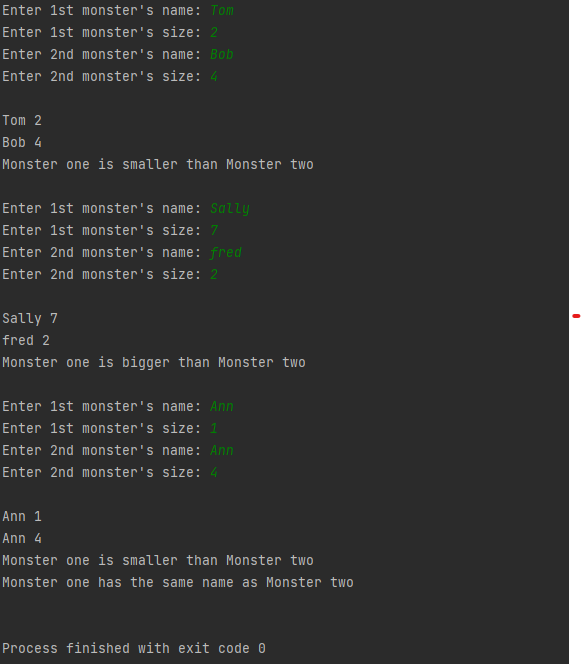 Enter 1st monster's name: Tom
Enter 1st monster's size: 2
Enter 2nd monster's name: Bob
Enter 2nd monster's size: 4
Tom 2
Bob 4
Monster one is smaller than Monster two
Enter 1st monster's name: Sally
Enter 1st monster's size: 7
Enter 2nd monster's name: fred
Enter 2nd monster's size: 2
Sally 7
fred 2
Monster one is bigger than Monster two
Enter 1st monster's name: Ann
Enter 1st monster's size: 1
Enter 2nd monster's name: Ann
Enter 2nd monster's size: 4
Ann 1
Ann 4
Monster one is smaller than Monster two
Monster one has the same name as Monster two
Process finished with exit code 0